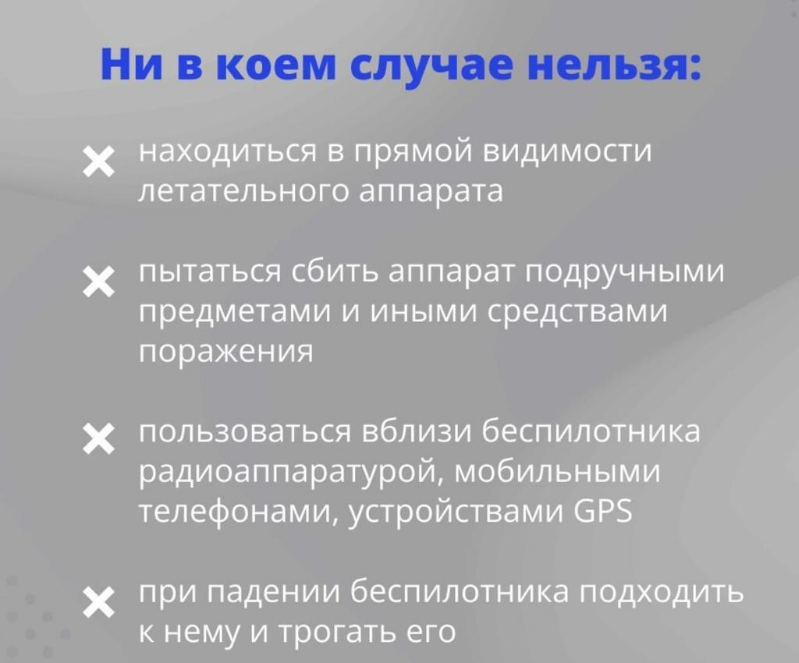 Ни в коем случае нельзя:
находиться в прямой видимости
летательного аппарата
пытаться сбить аппарат подручными
предметами и иными средствами
поражения
пользоваться вблизи беспилотника
радиоаппаратурой, мобильными
телефонами, устройствами GPS
при падении беспилотника подходить
к нему и трогать его